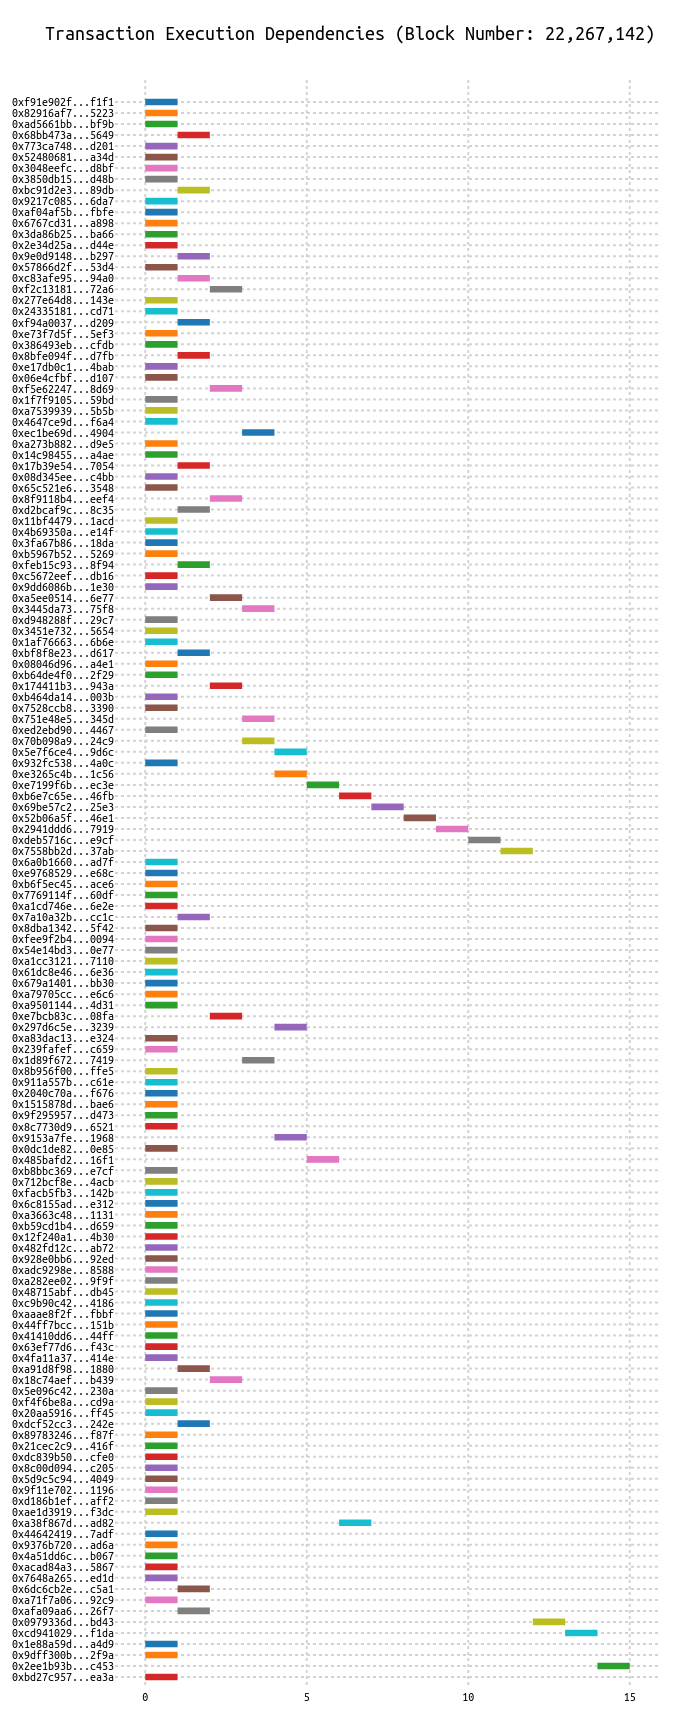 Transaction Execution Dependencies (Block Number: 22,267,142)
0xf91e902f...f1f1
0x82916af7...5223
0xad5661bb...bf9b
0x68bb473a...5649
0x773ca748...d201
0x52480681...a34d
0x3048eefc...d8bf
0x3850db15...d48b
0xbc91d2e3...89db
0x9217c085...6da7
0xaf04af5b...fbfe
0x6767cd31...a898
0x3da86b25...ba66
0x2e34d25a...d44e
0x9e0d9148...b297
0x57866d2f...53d4
0xc83afe95...94a0
0xf2c13181...72a6
0x277e64d8...143e
0x24335181...cd71
0xf94a0037...d209
0xe73f7d5f...5ef3
0x386493eb...cfdb
0x8bfe094f...d7fb
0xe17db0c1...4bab
0x06e4cfbf...d107
0xf5e62247...8d69
0x1f7f9105...59bd
0xa7539939...5b5b
0x4647ce9d...f6a4
0xec1be69d...4904
0xa273b882...d9e5
0x14c98455...a4ae
0x17b39e54...7054
0x08d345ee...c4bb
0x65c521e6...3548
0x8f9118b4...eef4
0xd2bcaf9c...8c35
0x11bf4479...1acd
0x4b69350a...e14f
0x3fa67b86...18da
0xb5967b52...5269
0xfeb15c93...8f94
0xc5672eef...db16
0x9dd6086b...1e30
0xa5ee0514...6e77
0x3445da73...75f8
0xd948288f...29c7
0x3451e732...5654
0x1af76663...6b6e
0xbf8f8e23...d617
0x08046d96...a4e1
0xb64de4f0...2f29
0x174411b3...943a
0xb464da14...003b
0x7528ccb8...3390
0x751e48e5...345d
0xed2ebd90...4467
0x70b098a9...24c9
0x5e7f6ce4...9d6c
0x932fc538...4a0c
0xe3265c4b...1c56
0xe7199f6b...ec3e
0xb6e7c65e...46fb
0x69be57c2...25e3
0x52b06a5f...46e1
0x2941ddd6...7919
0xdeb5716c...e9cf
0x7558bb2d...37ab
0x6a0b1660...ad7f
0xe9768529...e68c
0xb6f5ec45...ace6
0x7769114f...60df
0xa1cd746e...6e2e
0x7a10a32b...cc1c
0x8dba1342...5f42
0xfee9f2b4...0094
0x54e14bd3...0e77
0xa1cc3121...7110
0x61dc8e46...6e36
0x679a1401...bb30
0xa79705cc...e6c6
0xa9501144...4d31
0xe7bcb83c...08fa
0x297d6c5e...3239
0xa83dac13...e324
0x239fafef...c659
0x1d89f672...7419
0x8b956f00...ffe5
0x911a557b...c61e
0x2040c70a...f676
0x1515878d...bae6
0x9f295957...d473
0x8c7730d9...6521
0x9153a7fe...1968
0x0dc1de82...0e85
0x485bafd2...16f1
0xb8bbc369...e7cf
0x712bcf8e...4acb
0xfacb5fb3...142b
0x6c8155ad...e312
0xa3663c48...1131
0xb59cd1b4...d659
0x12f240a1...4b30
0x482fd12c...ab72
0x928e0bb6...92ed
0xadc9298e...8588
0xa282ee02...9f9f
0x48715abf...db45
0xc9b90c42...4186
0xaaae8f2f...fbbf
0x44ff7bcc...151b
0x41410dd6...44ff
0x63ef77d6...f43c
0x4fa11a37...414e
0xa91d8f98...1880
0x18c74aef...b439
0x5e096c42...230a
0xf4f6be8a...cd9a
0x20aa5916...ff45
0xdcf52cc3...242e
0x89783246...f87f
0x21cec2c9...416f
0xdc839b50...cfe0
0x8c00d094...c205
0x5d9c5c94...4049
0x9f11e702...1196
0xd186b1ef...aff2
0xae1d3919...f3dc
0xa38f867d...ad82
0x44642419...7adf
0x9376b720...ad6a
0x4a51dd6c...b067
0xacad84a3...5867
0x7648a265...ed1d
0x6dc6cb2e...c5a1
0xa71f7a06...92c9
0xafa09aa6...26f7
0x0979336d...bd43
0xcd941029...f1da
0x1e88a59d...a4d9
0x9dff300b...2f9a
0x2ee1b93b...c453
0xbd27c957...ea3a
0 5 10 15